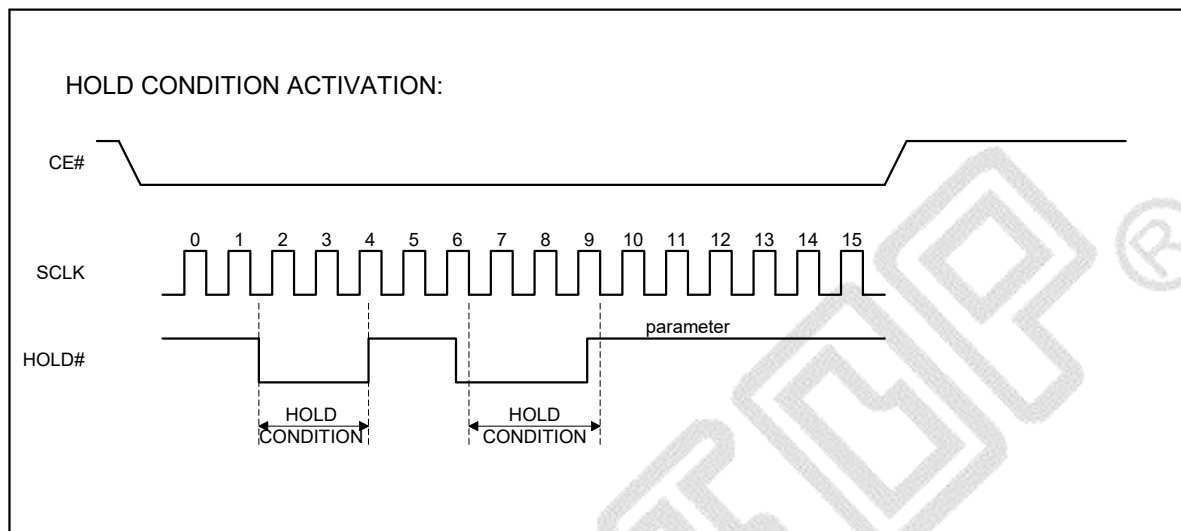 HOLD CONDITION ACTIVATION:
CE#
0 1 2 3 4 5 6 7 8 9 10 11 12 13 14 15
SCLK
parameter
HOLD#
HOLD CONDITION
HOLD CONDITION
®